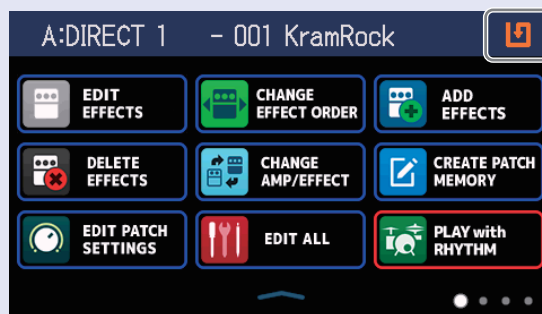 A:DIRECT 1 – 001 KramRock
EDIT
EFFECTS
CHANGE
EFFECT ORDER
ADD
EFFECTS
DELETE
EFFECTS
CHANGE
AMP/EFFECT
CREATE PATCH
MEMORY
EDIT PATCH
SETTINGS
EDIT ALL
PLAY with
RHYTHM